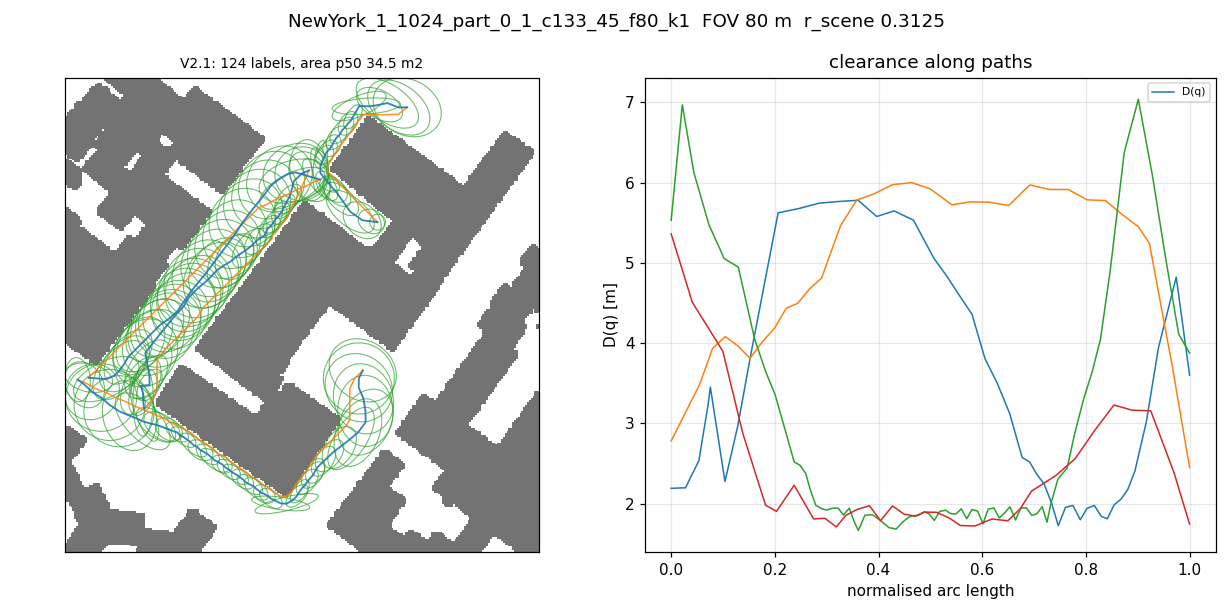 NewYork_1_1024_part_0_1_c133_45_f80_k1 FOV 80 m r_scene 0.3125
V2.1: 124 labels, area p50 34.5 m2
clearance along paths
D(q)
7
6
5
4
3
2
D(q) [m]
0.0 0.2 0.4 0.6 0.8 1.0
normalised arc length